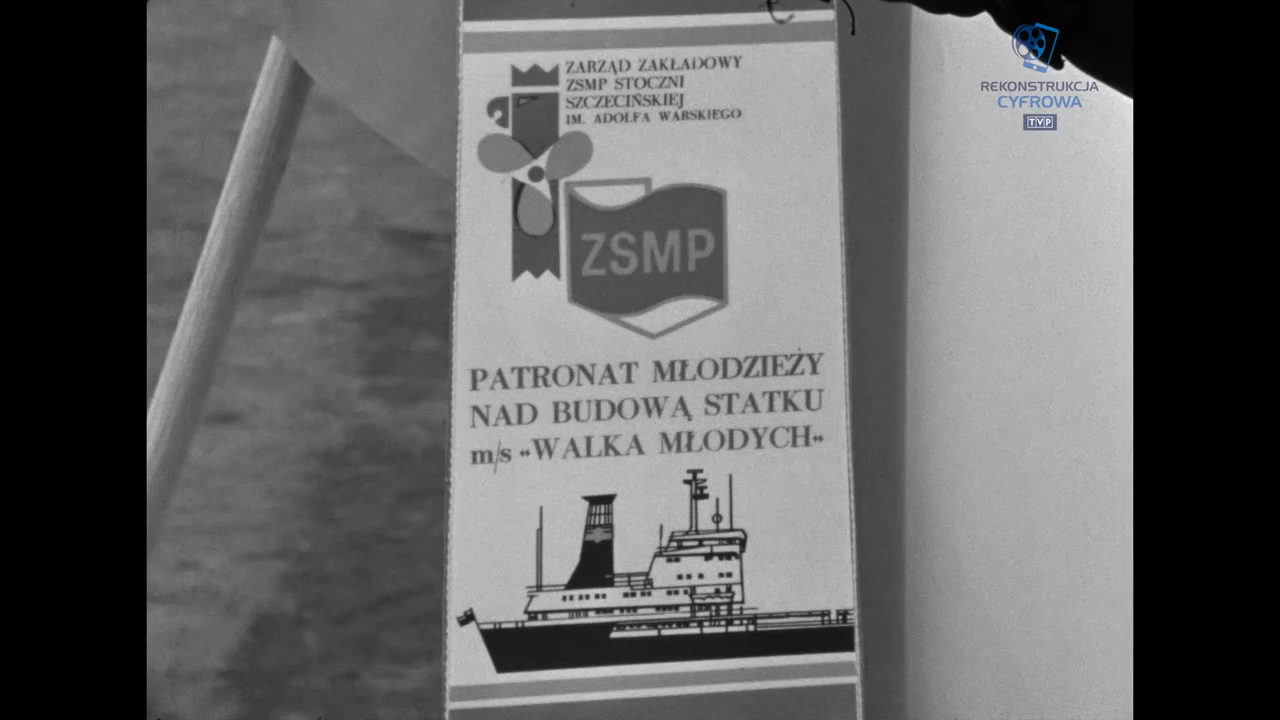 ZARZĄD ZAKŁADOWY
ZSMP STOCZNI
SZCZECIŃSKIEJ
IM. ADOLFA WARSKIEGO
ZSMP
PATRONAT MŁODZIEŻY
NAD BUDOWĄ STATKU
m/s «WALKA MŁODYCH»
REKONSTRUKCJA
CYFROWA
TVP